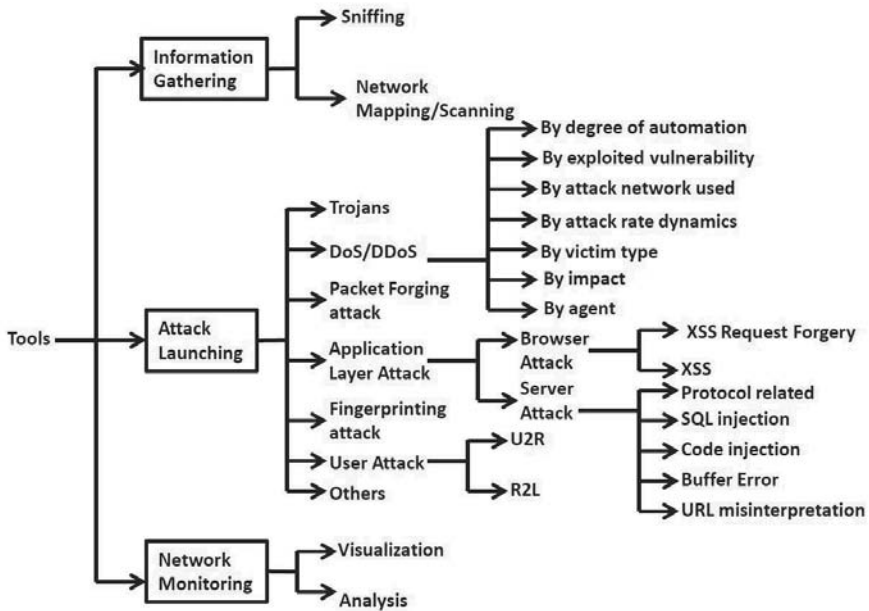 Tools
Information
Gathering
Sniffing
Network
Mapping/Scanning
Attack
Launching
Trojans
DoS/DDoS
By degree of automation
By exploited vulnerability
By attack network used
By attack rate dynamics
By victim type
By impact
By agent
Packet Forging
attack
Application
Layer Attack
Browser
Attack
XSS Request Forgery
XSS
Server
Attack
Protocol related
SQL injection
Code injection
Buffer Error
URL misinterpretation
Fingerprinting
attack
User Attack
U2R
R2L
Others
Network
Monitoring
Visualization
Analysis